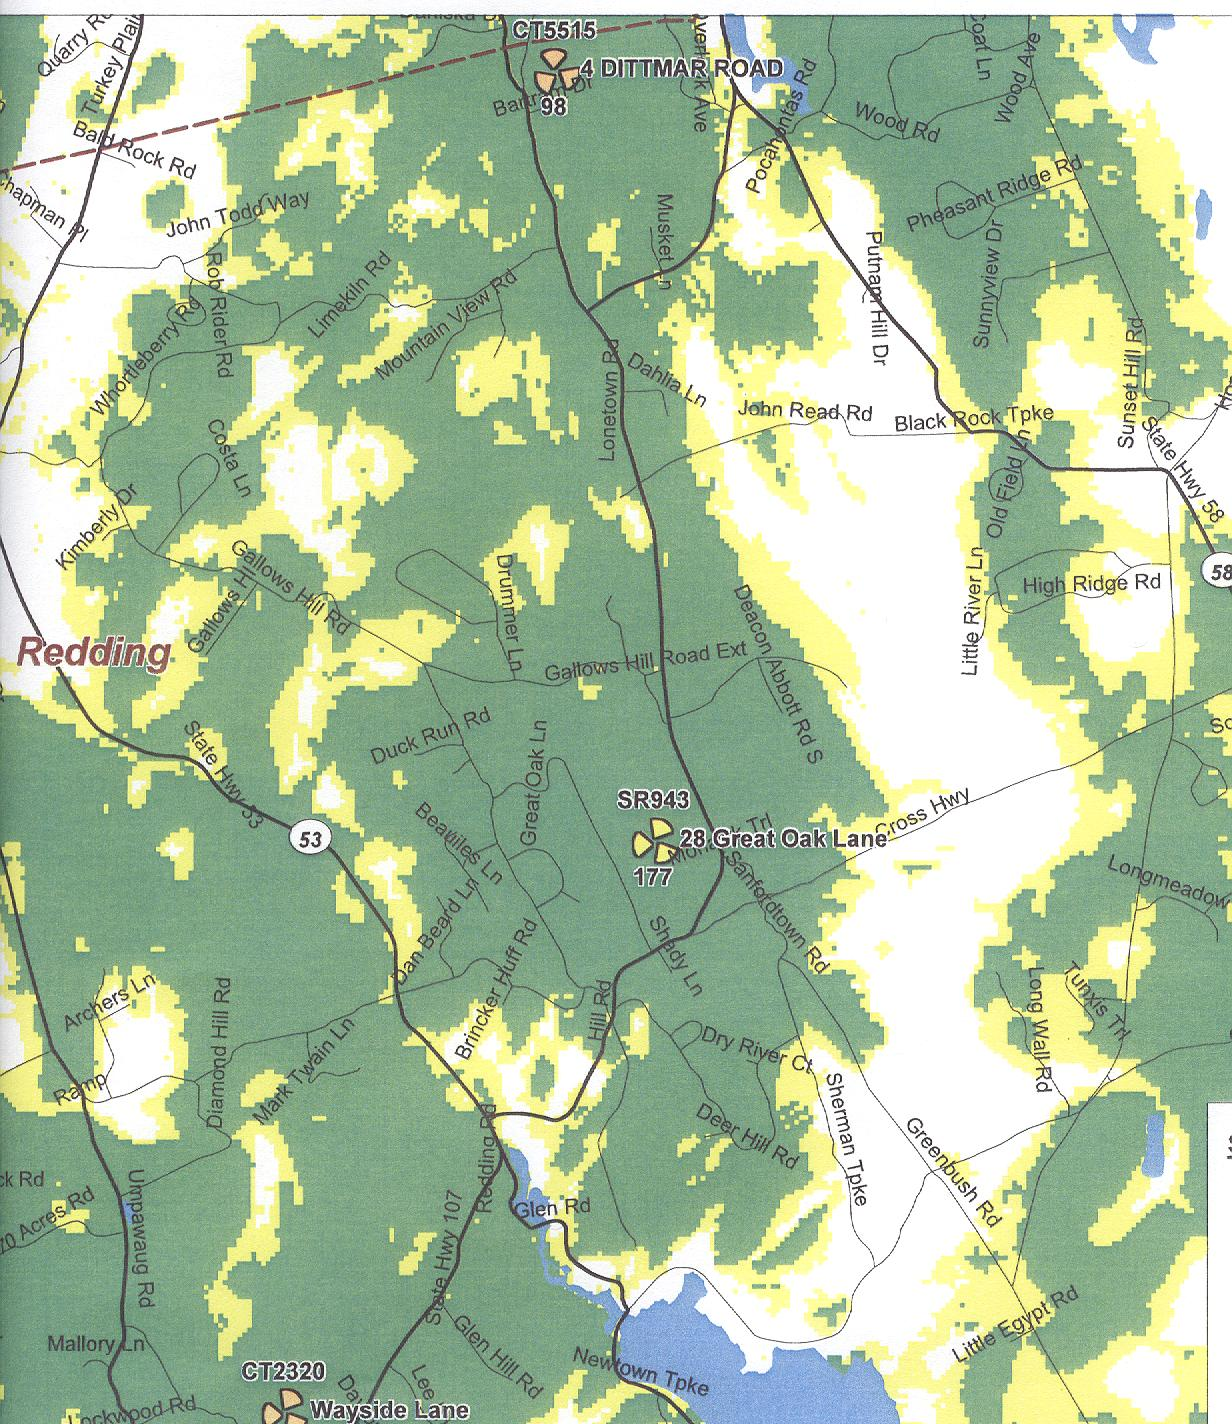 CT5515
4 DITTMAR ROAD
98
Quarry Rd
Turkey Plai
Bald Rock Rd
Chapman Pl
John Todd Way
Rob Rider Rd
Limekiln Rd
Whortleberry Rd
Mountain View Rd
Musket Ln
Pocahontas Rd
Wood Rd
Wood Ave
Pheasant Ridge Rd
Sunnyview Dr
Putnam Hill Dr
Sunset Hill Rd
State Hwy 58
58
Lonetown Rd
Dahlia Ln
John Read Rd
Black Rock Tpke
Old Field Ln
Costa Ln
Kimberly Dr
Gallows Hill Rd
Gallows H
Drummer Ln
Gallows Hill Road Ext
Deacon Abbott Rd S
Little River Ln
High Ridge Rd
Redding
State Hwy 53
53
Duck Run Rd
Great Oak Ln
Beawiles Ln
Dan Beard Ln
SR943
28 Great Oak Lane
177
Cross Hwy
Sanfordtown Rd
Longmeadow
Shady Ln
Brincker Huff Rd
Hill Rd
Archers Ln
Diamond Hill Rd
Mark Twain Ln
Ramp
Dry River Ct
Deer Hill Rd
Sherman Tpke
Greenbush Rd
Long Wall Rd
Tunxis Trl
ck Rd
zo Acres Rd
Umpawaug Rd
Redding Rd
Glen Rd
State Hwy 107
Glen Hill Rd
Newtown Tpke
Little Egypt Rd
Mallory Ln
Lockwood Rd
CT2320
Wayside Lane
Lee
Da